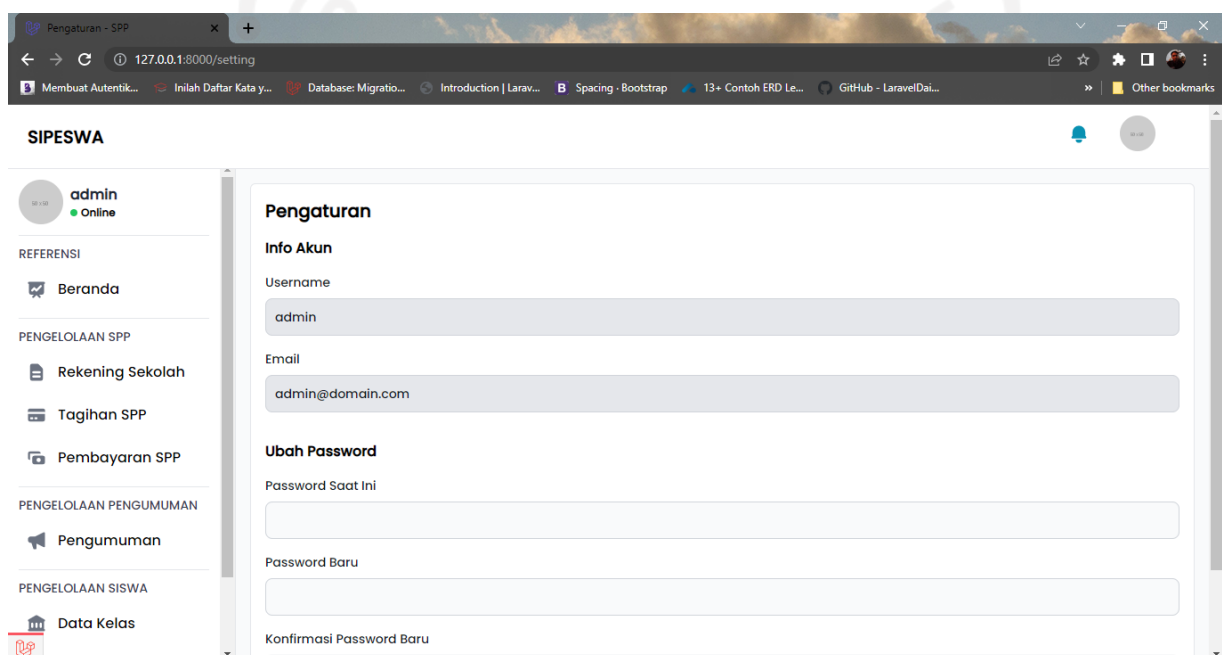 Pengaturan - SPP
127.0.0.1:8000/setting
Membuat Autentik... Inilah Daftar Kata y... Database: Migratio... Introduction | Larav... Spacing · Bootstrap 13+ Contoh ERD Le... GitHub - LaravelDai... » Other bookmarks
SIPESWA
admin
Online
REFERENSI
Beranda
PENGELOLAAN SPP
Rekening Sekolah
Tagihan SPP
Pembayaran SPP
PENGELOLAAN PENGUMUMAN
Pengumuman
PENGELOLAAN SISWA
Data Kelas
Pengaturan
Info Akun
Username
admin
Email
admin@domain.com
Ubah Password
Password Saat Ini
Password Baru
Konfirmasi Password Baru